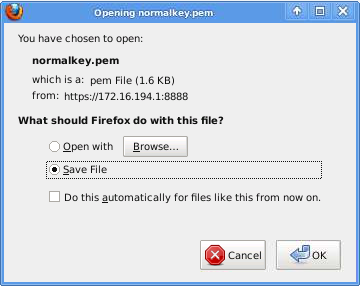 Opening normalkey.pem
You have chosen to open:
normalkey.pem
which is a: pem File (1.6 KB)
from: https://172.16.194.1:8888
What should Firefox do with this file?
Open with Browse...
Save File
Do this automatically for files like this from now on.
Cancel OK